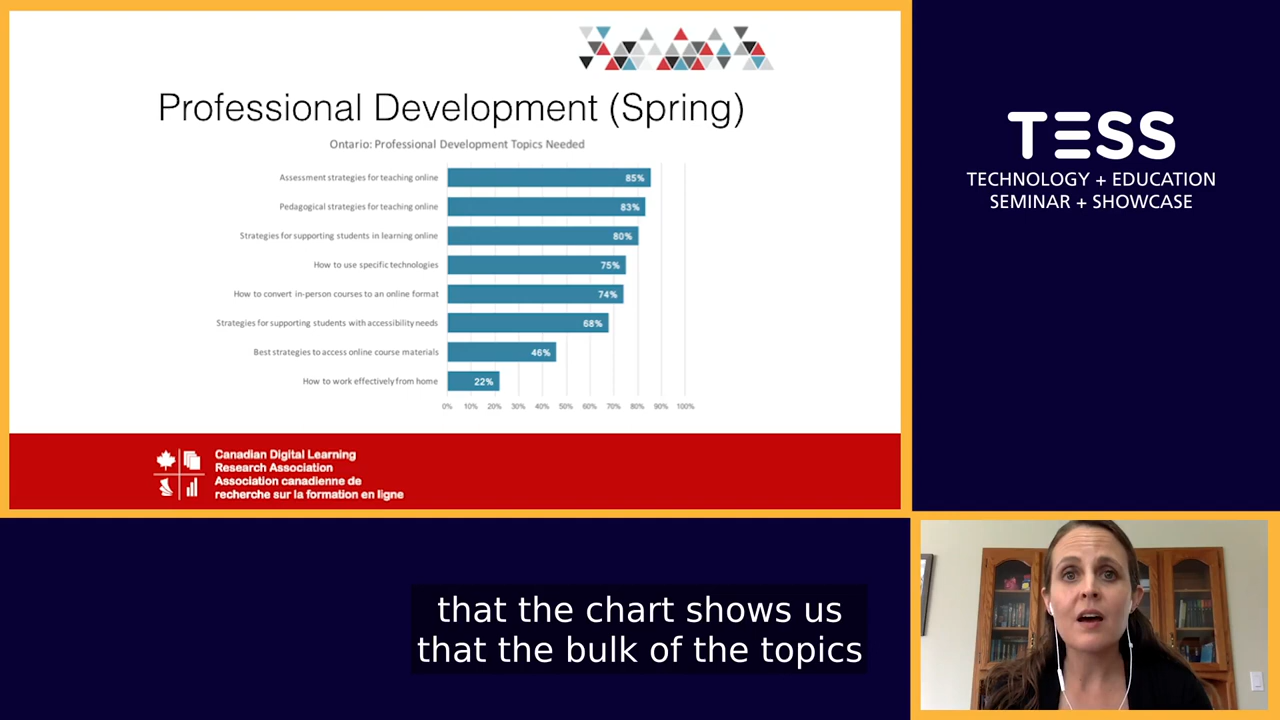 Professional Development (Spring)
Ontario: Professional Development Topics Needed
Assessment strategies for teaching online 85%
Pedagogical strategies for teaching online 83%
Strategies for supporting students in learning online 80%
How to use specific technologies 75%
How to convert in-person courses to an online format 74%
Strategies for supporting students with accessibility needs 68%
Best strategies to access online course materials 46%
How to work effectively from home 22%
0% 10% 20% 30% 40% 50% 60% 70% 80% 90% 100%
Canadian Digital Learning
Research Association
Association canadienne de
recherche sur la formation en ligne
TESS
TECHNOLOGY + EDUCATION
SEMINAR + SHOWCASE
that the chart shows us
that the bulk of the topics